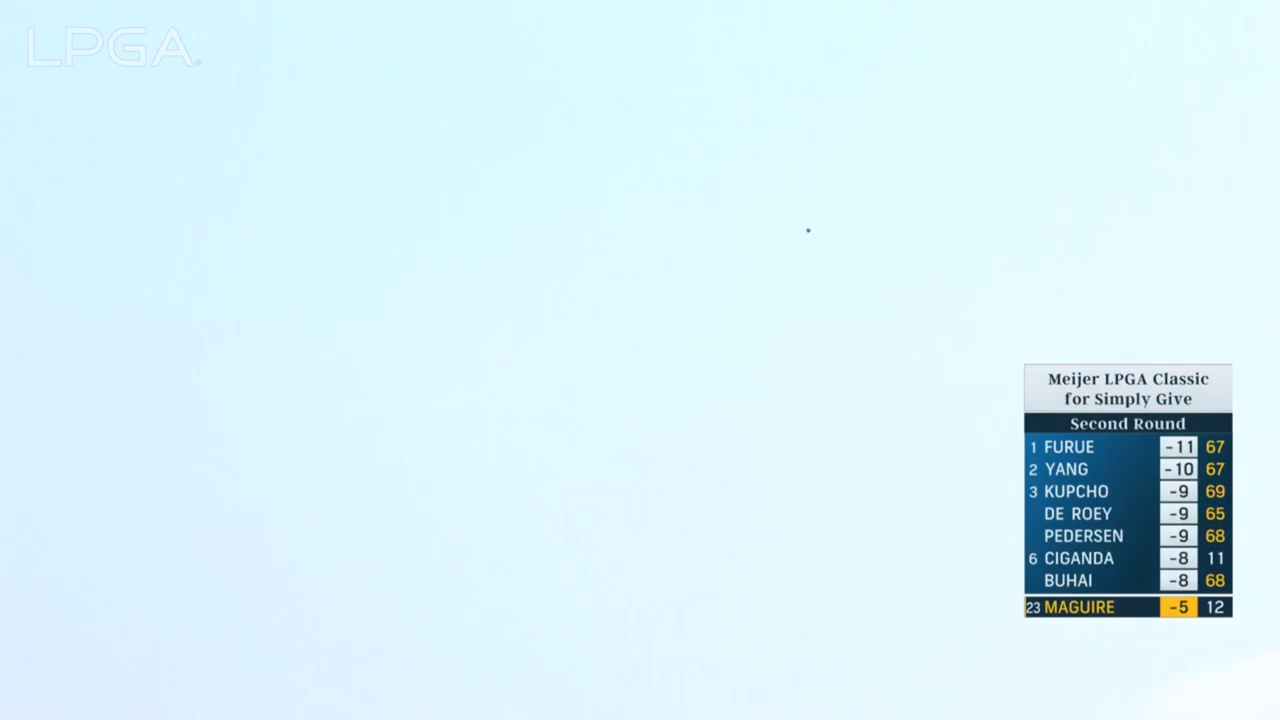 LPGA
Meijer LPGA Classic
for Simply Give
Second Round
1 FURUE -11 67
2 YANG -10 67
3 KUPCHO -9 69
DE ROEY -9 65
PEDERSEN -9 68
6 CIGANDA -8 11
BUHAI -8 68
23 MAGUIRE -5 12